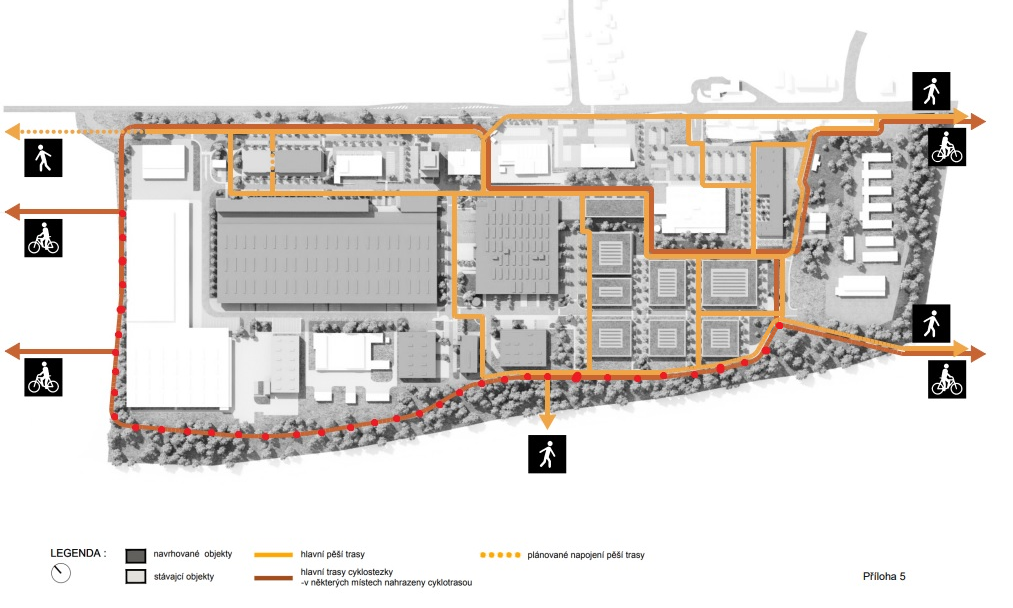 LEGENDA :
navrhované objekty
stávajcí objekty
hlavní pěší trasy
hlavní trasy cyklostezky
-v některých místech nahrazeny cyklotrasou
plánované napojení pěší trasy
Příloha 5